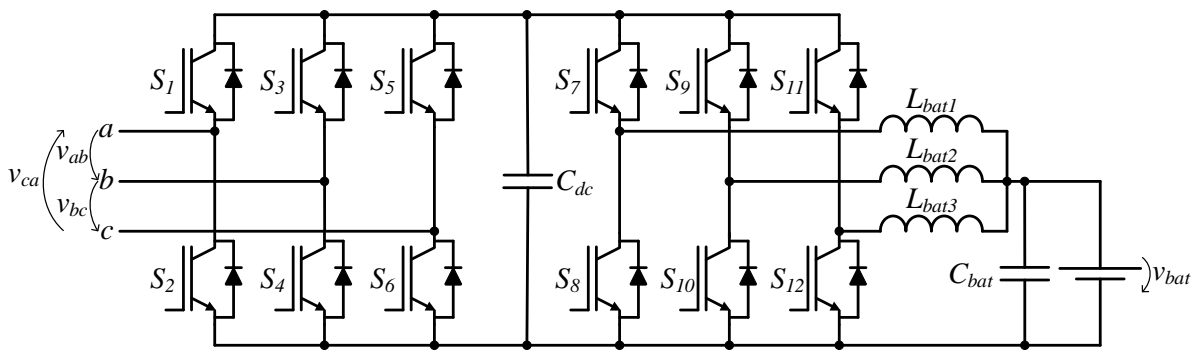 S1
S3
S5
S7
S9
S11
Lbat1
a
vab
Lbat2
vca
b
Cdc
vbc
Lbat3
c
S2
S4
S6
S8
S10
S12
Cbat
vbat